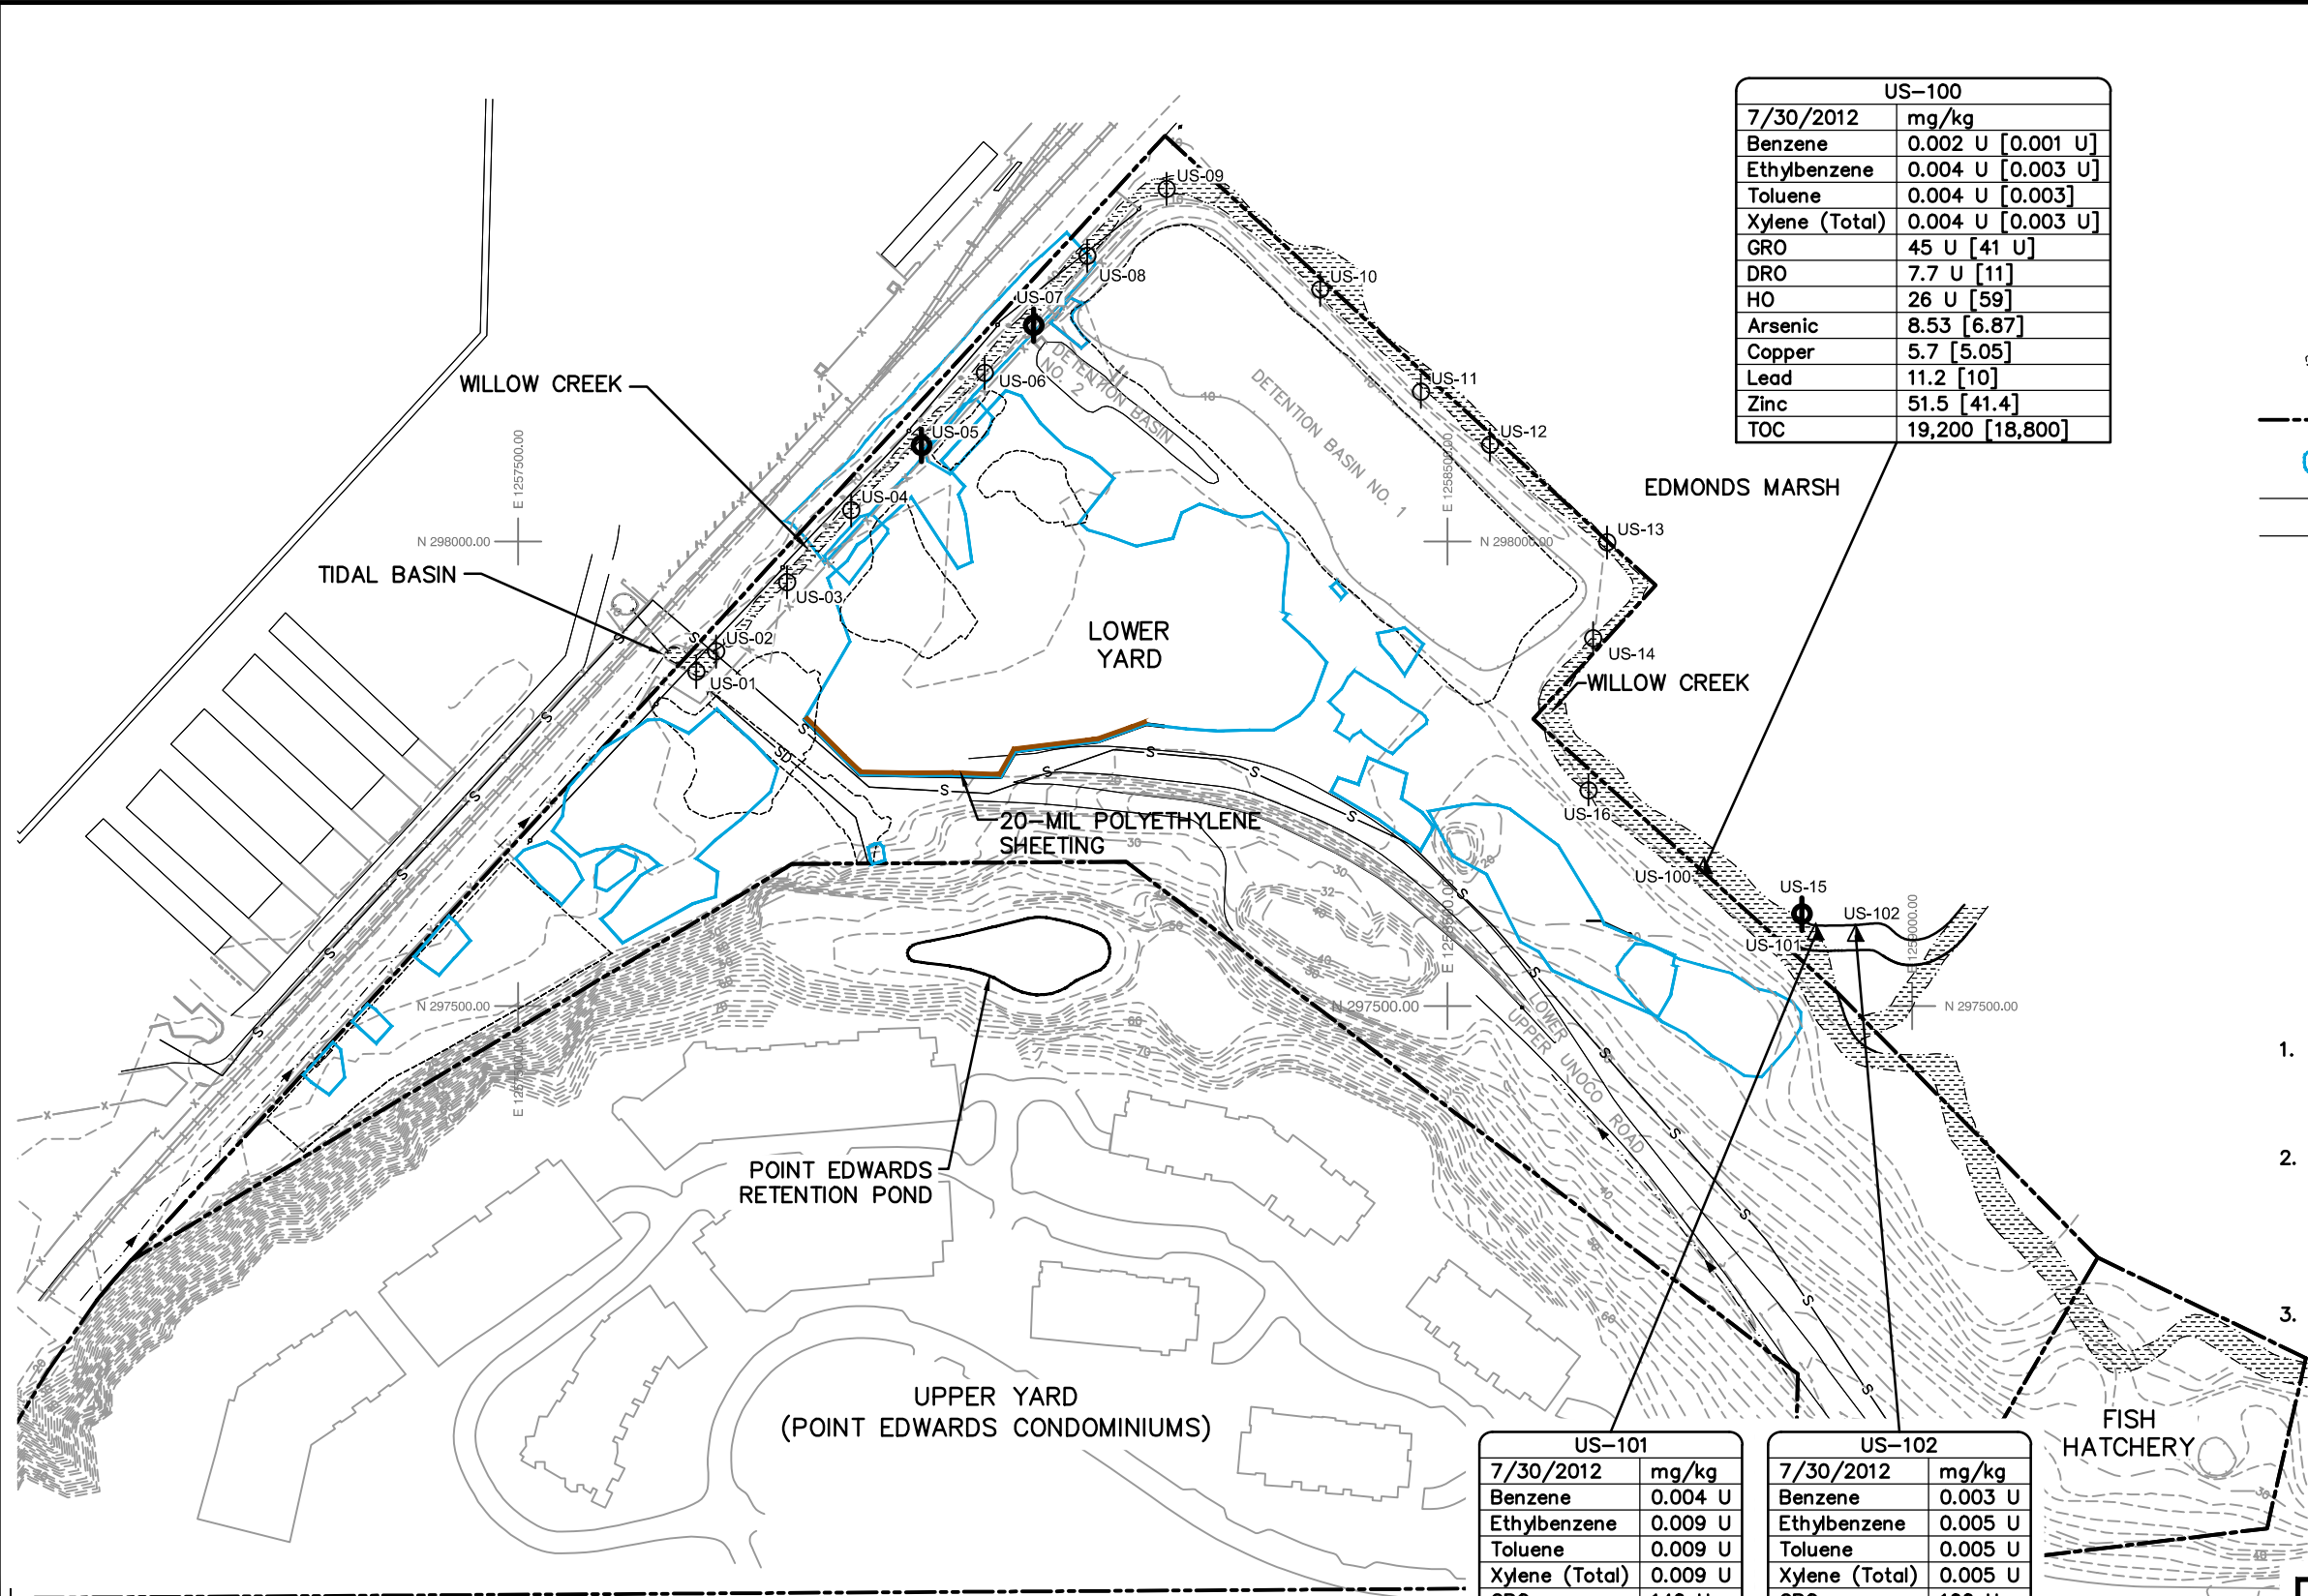 US-100
7/30/2012 mg/kg
Benzene 0.002 U [0.001 U]
Ethylbenzene 0.004 U [0.003 U]
Toluene 0.004 U [0.003]
Xylene (Total) 0.004 U [0.003 U]
GRO 45 U [41 U]
DRO 7.7 U [11]
HO 26 U [59]
Arsenic 8.53 [6.87]
Copper 5.7 [5.05]
Lead 11.2 [10]
Zinc 51.5 [41.4]
TOC 19,200 [18,800]
US-09
US-08
US-10
US-07
US-06
US-11
US-05
US-12
US-04
US-13
US-03
US-02
US-14
US-01
US-16
US-100
US-15
US-102
US-101
WILLOW CREEK
TIDAL BASIN
DETENTION BASIN
NO. 2
DETENTION BASIN NO. 1
EDMONDS MARSH
E 1257500.00
N 298000.00
E 1258500.00
N 298000.00
LOWER
YARD
WILLOW CREEK
SD
20-MIL POLYETHYLENE
SHEETING
N 297500.00
N 297500.00
E 1259000.00
N 297500.00
LOWER
UPPER UNOCO ROAD
POINT EDWARDS
RETENTION POND
UPPER YARD
(POINT EDWARDS CONDOMINIUMS)
FISH
HATCHERY
1.
2.
3.
US-101
7/30/2012 mg/kg
Benzene 0.004 U
Ethylbenzene 0.009 U
Toluene 0.009 U
Xylene (Total) 0.009 U
US-102
7/30/2012 mg/kg
Benzene 0.003 U
Ethylbenzene 0.005 U
Toluene 0.005 U
Xylene (Total) 0.005 U